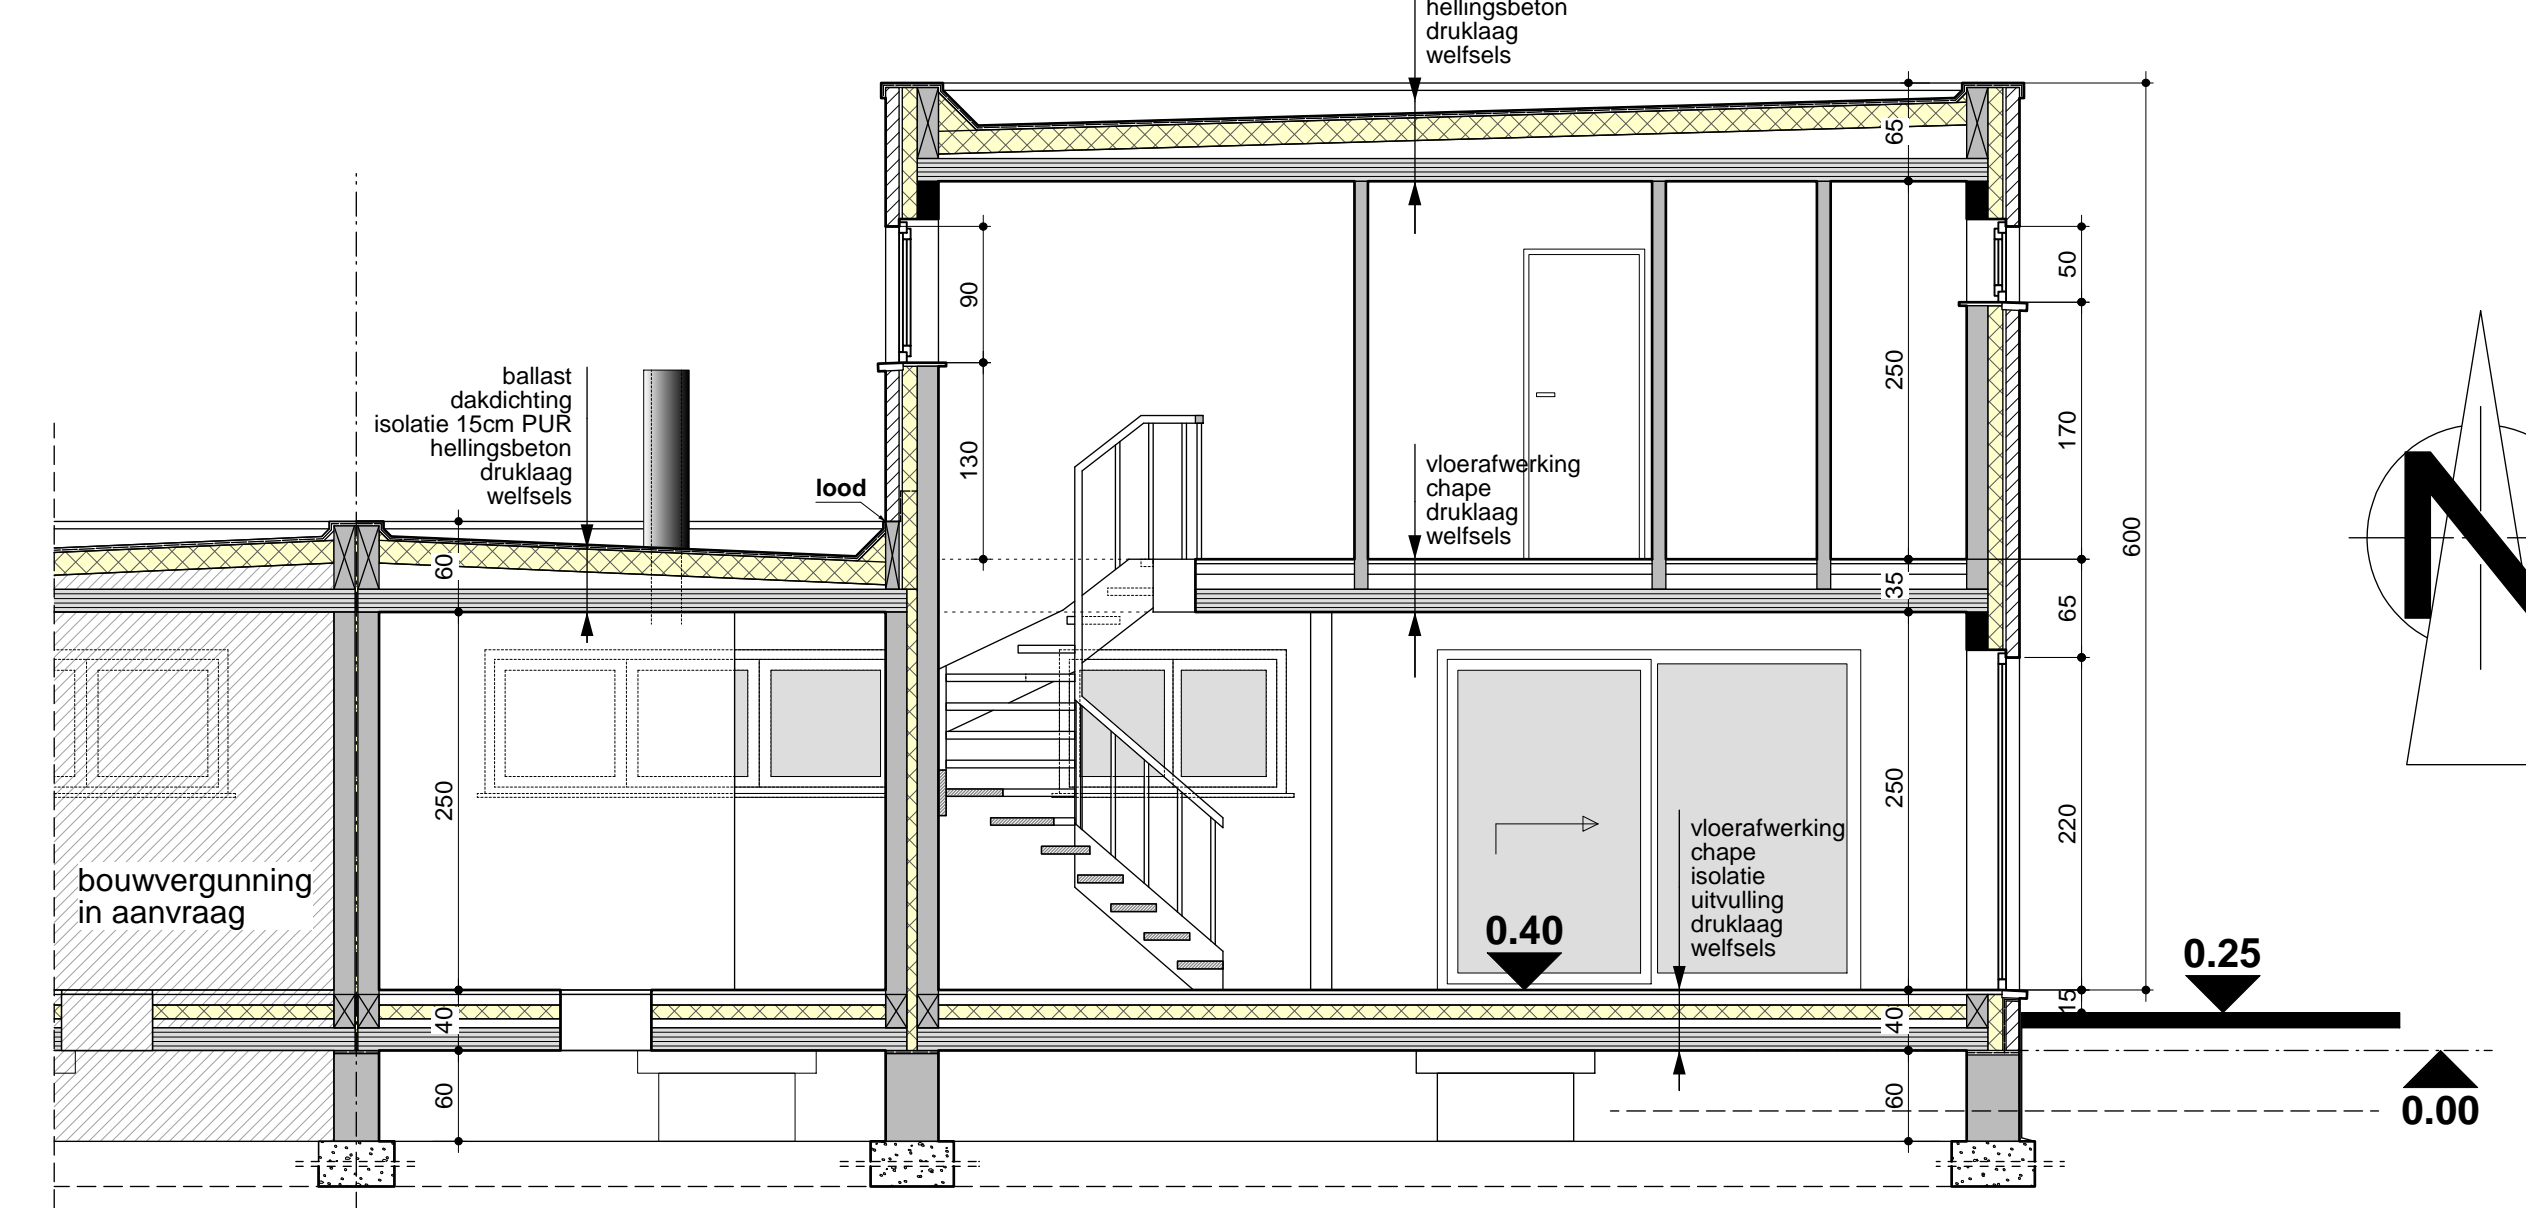 hellingsbeton
druklaag
welfsels
65
50
90
250
170
130
600
ballast
dakdichting
isolatie 15cm PUR
hellingsbeton
druklaag
welfsels
lood
vloerafwerking
chape
druklaag
welfsels
60
35
65
250
250
220
vloerafwerking
chape
isolatie
uitvulling
druklaag
welfsels
bouwvergunning
in aanvraag
0.40
0.25
15
40
40
60
60
0.00
N